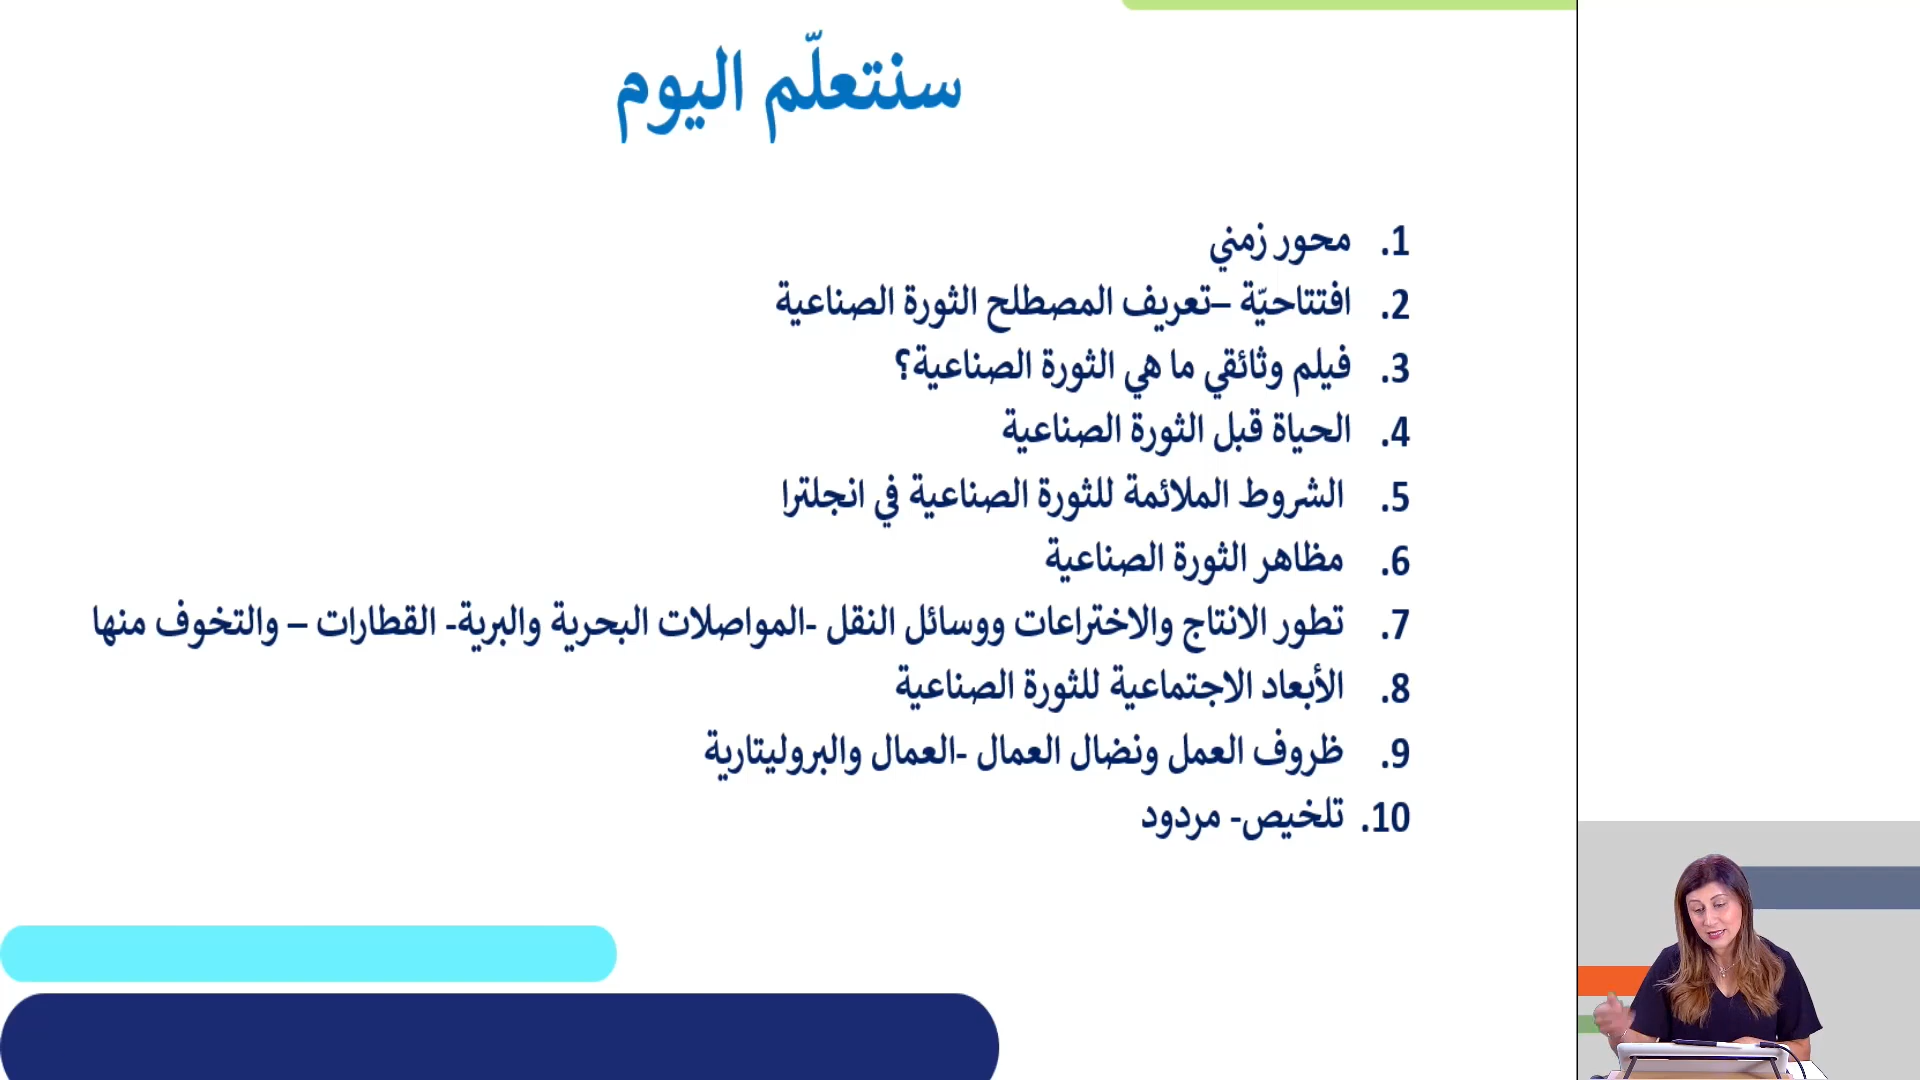 سنتعلّم اليوم
1. محور زمني
2. افتتاحيّة –تعريف المصطلح الثورة الصناعية
3. فيلم وثائقي ما هي الثورة الصناعية؟
4. الحياة قبل الثورة الصناعية
5. الشروط الملائمة للثورة الصناعية في انجلترا
6. مظاهر الثورة الصناعية
7. تطور الانتاج والاختراعات ووسائل النقل -المواصلات البحرية والبرية- القطارات – والتخوف منها
8. الأبعاد الاجتماعية للثورة الصناعية
9. ظروف العمل ونضال العمال -العمال والبروليتارية
10. تلخيص- مردود